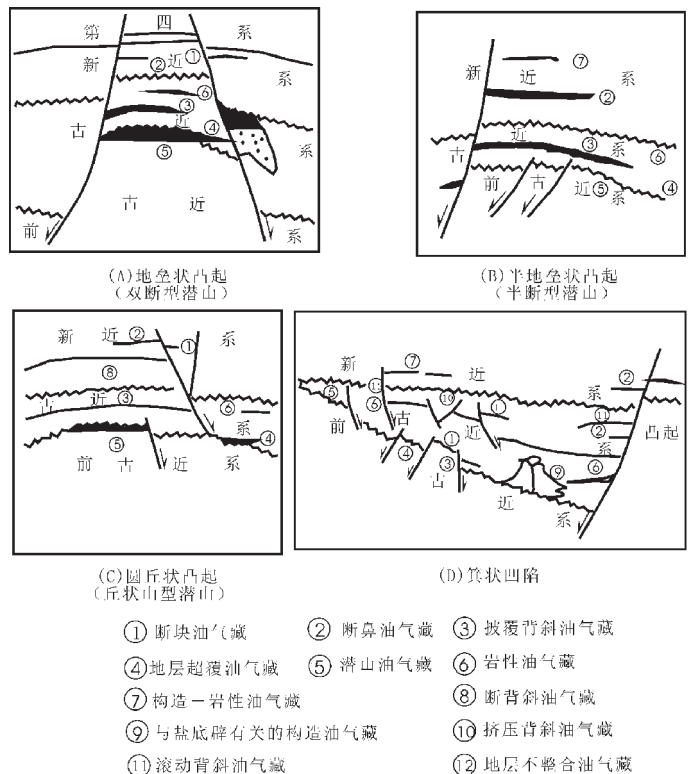 第 四 系
新 近 系
② ①
⑥
古 ③ 近
④ 系
⑤
古 近
前 系
(A)地垒状凸起
(双断型潜山)
⑦
新 近 系
②
近 ③
古 系 ⑥
前 古 近 ⑤ 系 ④
(B)半地垒状凸起
(半断型潜山)
新 近 ② ① 系
⑧
古 近 ③ ⑥
系 ④
⑤
前 古 近 系
(C)圆丘状凸起
(丘状山型潜山)
新 ⑦ 近 ②
⑤ ⑫ 系
⑥ 古 ⑩ ⑪ ⑪
前 近 ② 凸起
④ ① 系
③ ⑨ ⑥
古 近 系
(D)箕状凹陷
①断块油气藏 ②断鼻油气藏 ③披覆背斜油气藏
④地层超覆油气藏 ⑤潜山油气藏 ⑥岩性油气藏
⑦构造—岩性油气藏 ⑧断背斜油气藏
⑨与盐底辟有关的构造油气藏 ⑩挤压背斜油气藏
⑪滚动背斜油气藏 ⑫地层不整合油气藏